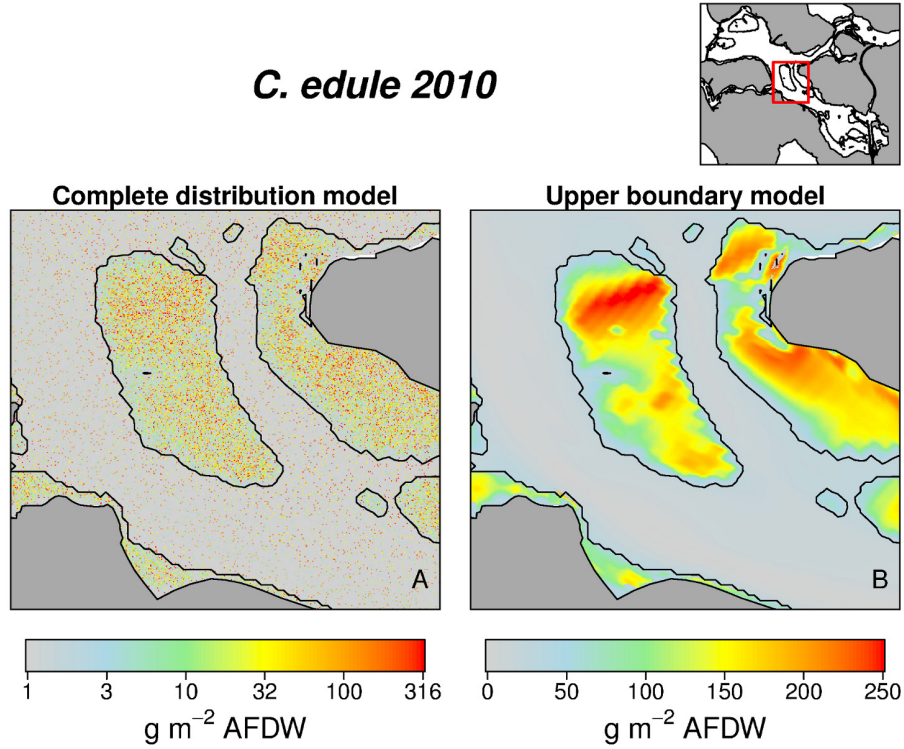 C. edule 2010
Complete distribution model
Upper boundary model
A
B
1 3 10 32 100 316
0 50 100 150 200 250
g m⁻² AFDW
g m⁻² AFDW